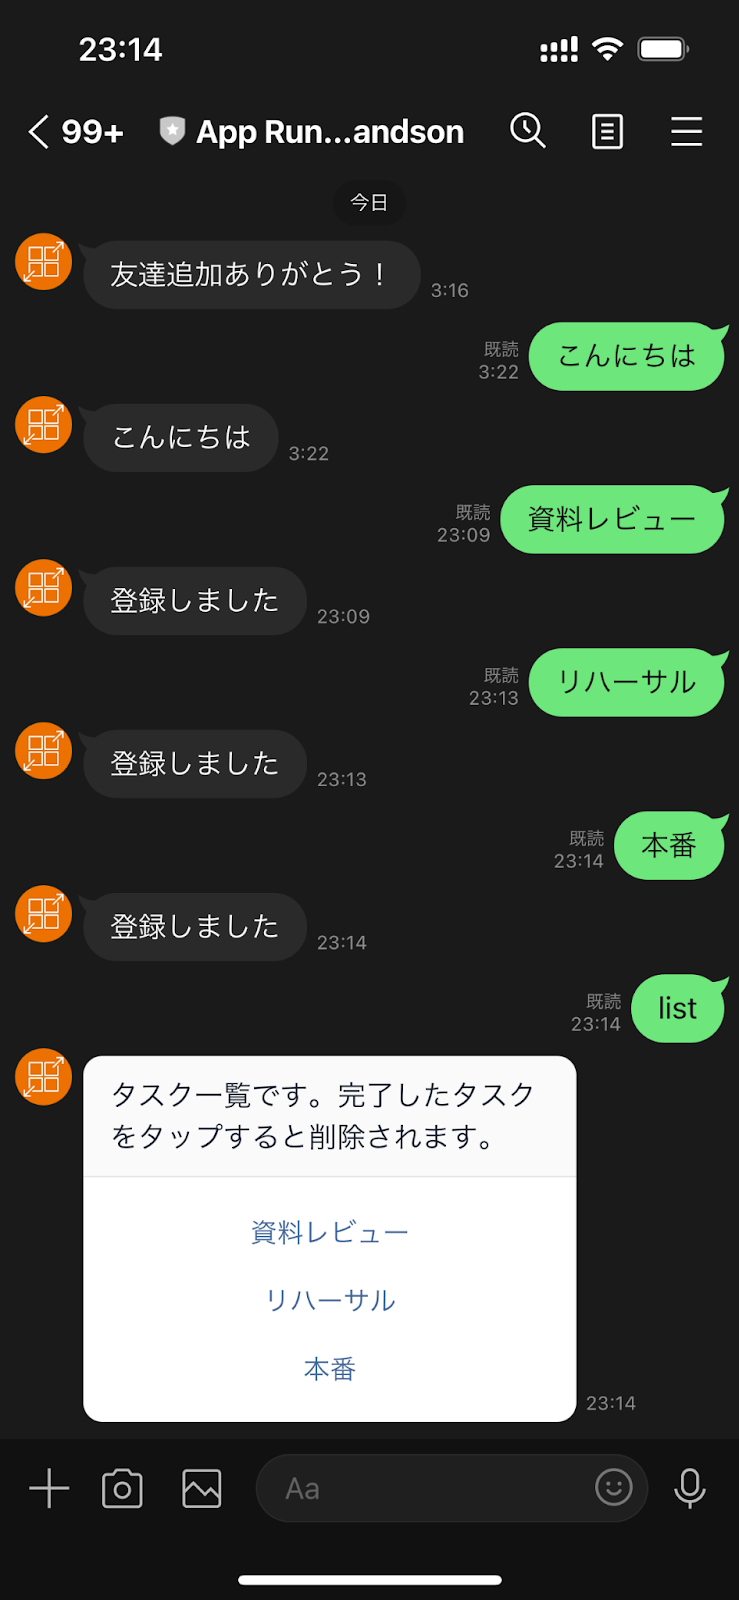 23:14
99+
App Run...andson
今日
友達追加ありがとう！
3:16
既読
3:22
こんにちは
こんにちは
3:22
既読
23:09
資料レビュー
登録しました
23:09
既読
23:13
リハーサル
登録しました
23:13
既読
23:14
本番
登録しました
23:14
既読
23:14
list
タスク一覧です。完了したタスク
をタップすると削除されます。
資料レビュー
リハーサル
本番
23:14
Aa